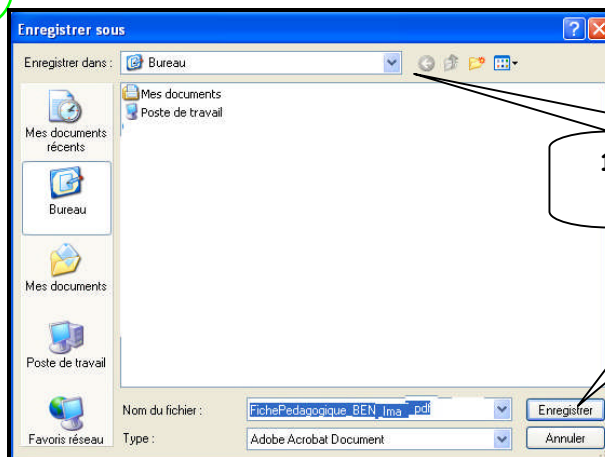 Enregistrer sous
Enregistrer dans :
Bureau
Mes documents
Poste de travail
Mes documents
récents
Bureau
Mes documents
Poste de travail
Favoris réseau
Nom du fichier :
FichePedagogique_BEN_Ima_.pdf
Enregistrer
Type :
Adobe Acrobat Document
Annuler